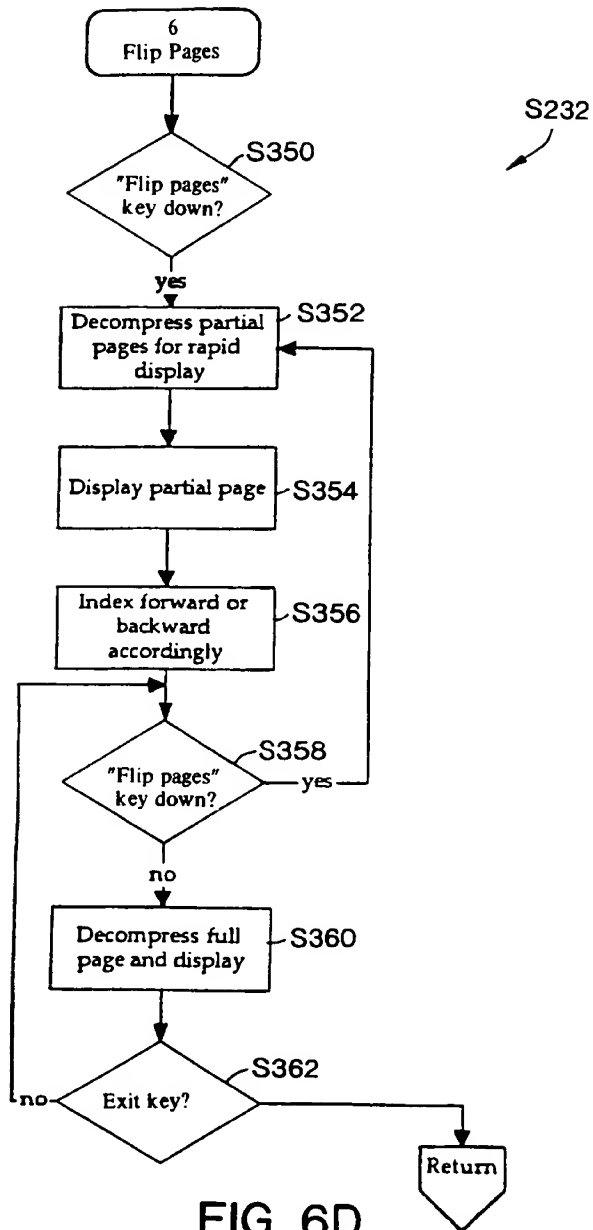 6
Flip Pages
S232
S350
"Flip pages"
key down?
yes
S352
Decompress partial
pages for rapid
display
Display partial page
S354
Index forward or
backward
accordingly
S356
S358
"Flip pages"
key down?
yes
no
Decompress full
page and display
S360
S362
Exit key?
no
Return
FIG. 6D